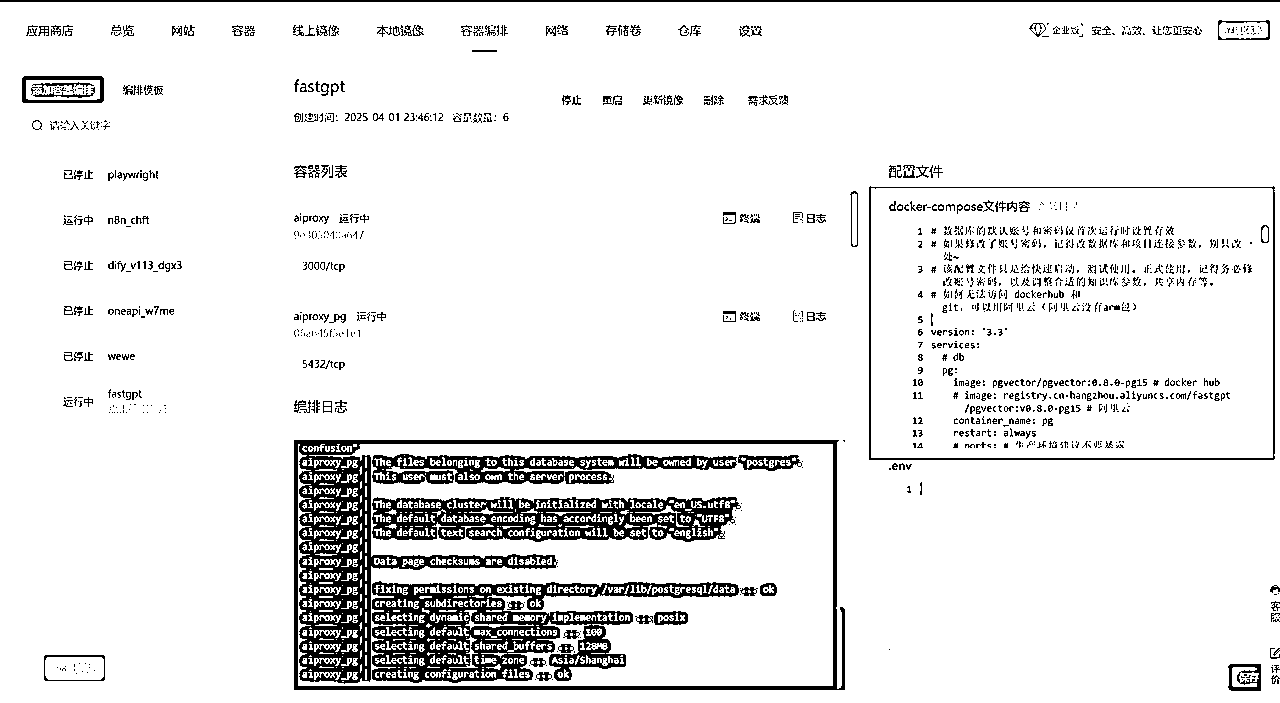 应用商店 总览 网站 容器 线上镜像 本地镜像 容器编排 网络 存储卷 仓库 设置
企业版 安全、高效、让您更安心
添加容器编排 编排模板
请输入关键字
已停止 playwright
运行中 n8n_chft
已停止 dify_v113_dgx3
已停止 oneapi_w7me
已停止 wewe
运行中 fastgpt
fastgpt
停止 重启 更新镜像 删除 需求反馈
创建时间：2025-04-01 23:46:12 容器数量：6
容器列表
aiproxy 运行中
终端 日志
3000/tcp
aiproxy_pg 运行中
终端 日志
5432/tcp
编排日志
confusion"
aiproxy_pg | The files belonging to this database system will be owned by user "postgres".
aiproxy_pg | This user must also own the server process.
aiproxy_pg |
aiproxy_pg | The database cluster will be initialized with locale "en_US.utf8".
aiproxy_pg | The default database encoding has accordingly been set to "UTF8".
aiproxy_pg | The default text search configuration will be set to "english".
aiproxy_pg |
aiproxy_pg | Data page checksums are disabled.
aiproxy_pg |
aiproxy_pg | fixing permissions on existing directory /var/lib/postgresql/data ... ok
aiproxy_pg | creating subdirectories ... ok
aiproxy_pg | selecting dynamic shared memory implementation ... posix
aiproxy_pg | selecting default max_connections ... 100
aiproxy_pg | selecting default shared_buffers ... 128MB
aiproxy_pg | selecting default time zone ... Asia/Shanghai
aiproxy_pg | creating configuration files ... ok
配置文件
docker-compose文件内容
1 # 数据库的默认账号和密码仅首次运行时设置有效
2 # 如果修改了账号密码，记得改数据库和项目连接参数，别只改一
处~
3 # 该配置文件只是给快速启动，测试使用。正式使用，记得务必修
改账号密码，以及调整合适的知识库参数，共享内存等。
4 # 如何无法访问 dockerhub 和
git，可以用阿里云（阿里云没有arm包）
5
6 version: '3.3'
7 services:
8 # db
9 pg:
10 image: pgvector/pgvector:0.8.0-pg15 # docker hub
11 # image: registry.cn-hangzhou.aliyuncs.com/fastgpt
/pgvector:v0.8.0-pg15 # 阿里云
12 container_name: pg
13 restart: always
14 # ports: # 生产环境建议不要暴露
.env
1
客服
评价
保存